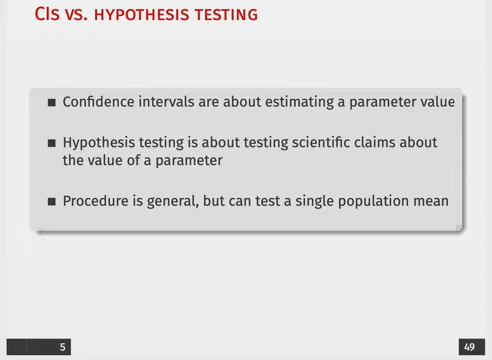 CIs vs. hypothesis testing
■ Confidence intervals are about estimating a parameter value
■ Hypothesis testing is about testing scientific claims about
the value of a parameter
■ Procedure is general, but can test a single population mean
5
49